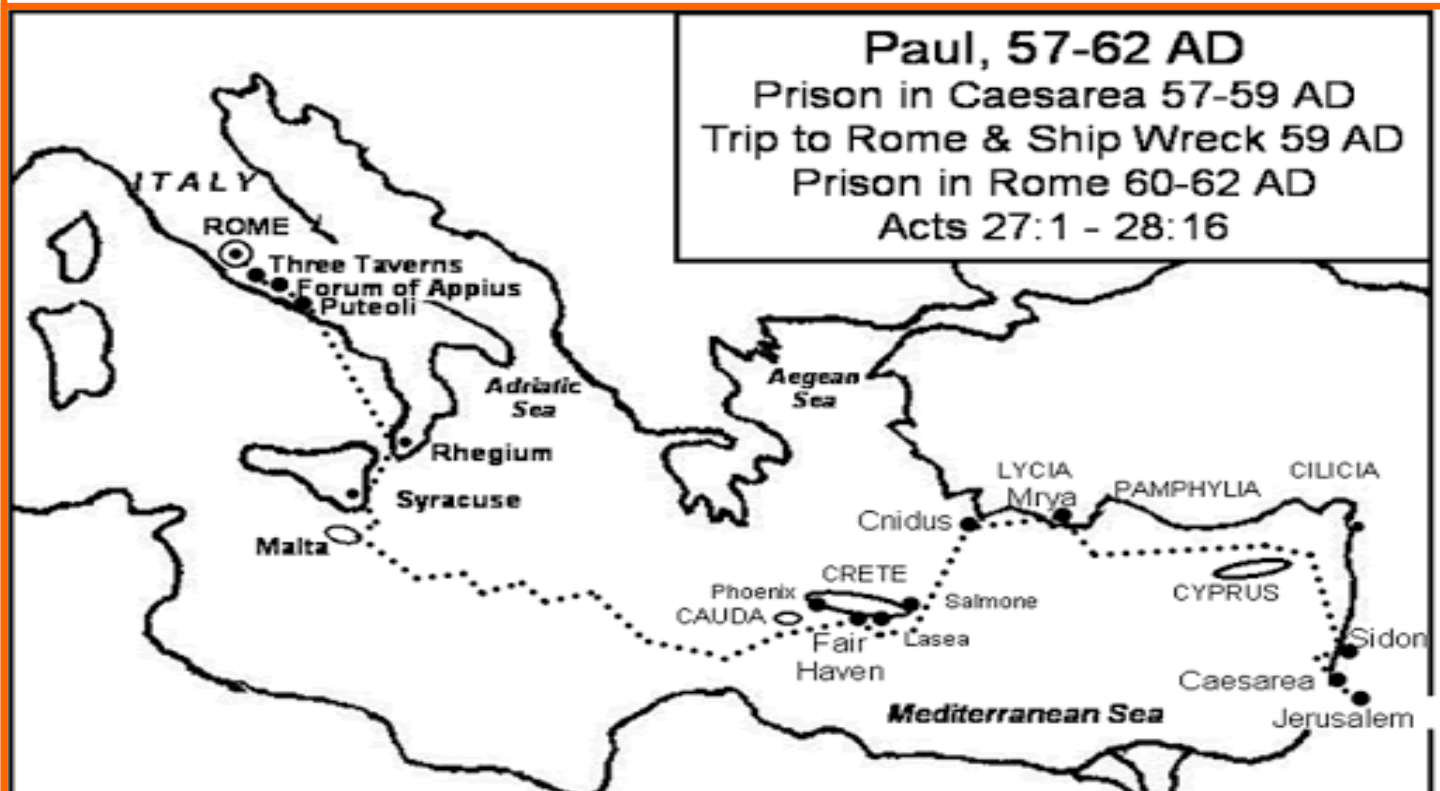 Paul, 57-62 AD
Prison in Caesarea 57-59 AD
Trip to Rome & Ship Wreck 59 AD
Prison in Rome 60-62 AD
Acts 27:1 - 28:16
ITALY
ROME
Three Taverns
Forum of Appius
Puteoli
Adriatic
Sea
Aegean
Sea
Rhegium
Syracuse
Malta
LYCIA
Mrya
PAMPHYLIA
CILICIA
Cnidus
CRETE
Phoenix
CAUDA
Salmone
Fair
Haven
Lasea
CYPRUS
Sidon
Caesarea
Jerusalem
Mediterranean Sea